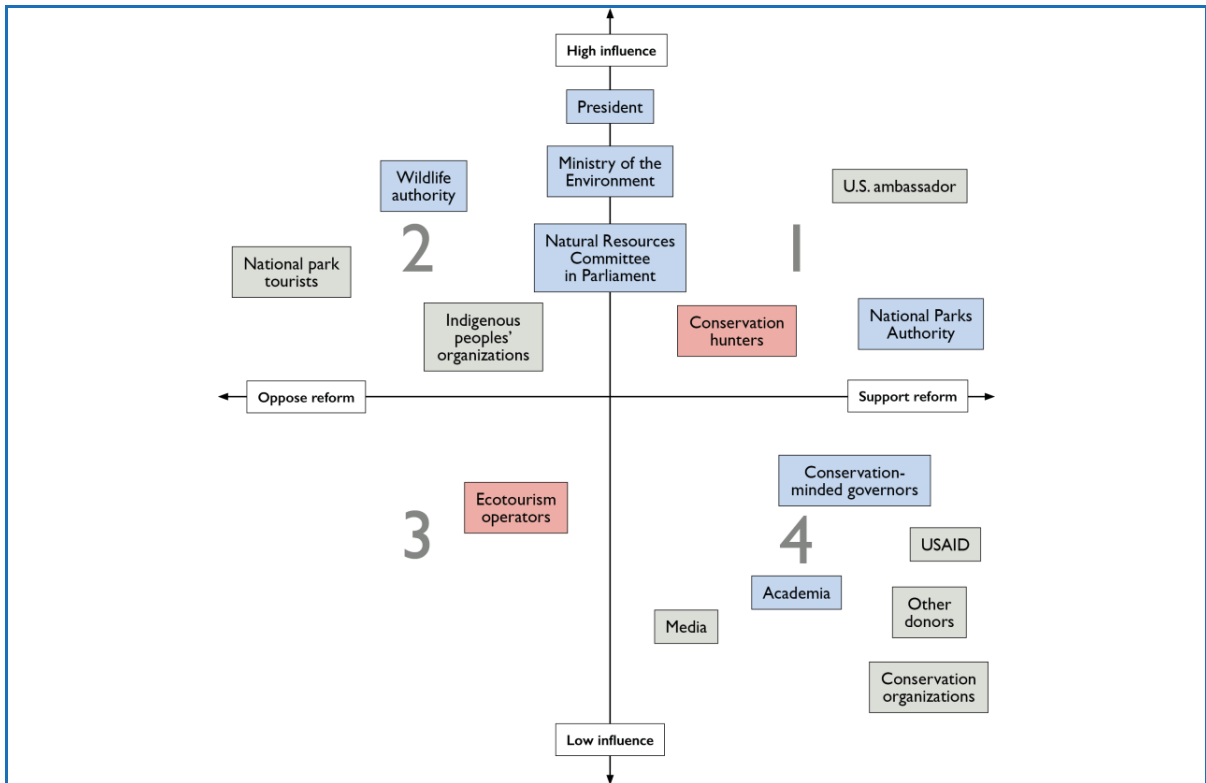 High influence
President
Ministry of the
Environment
Wildlife
authority
U.S. ambassador
2
Natural Resources
Committee
in Parliament
1
National park
tourists
Indigenous
peoples’
organizations
Conservation
hunters
National Parks
Authority
Oppose reform
Support reform
Conservation-
minded governors
Ecotourism
operators
3
4
USAID
Academia
Other
donors
Media
Conservation
organizations
Low influence